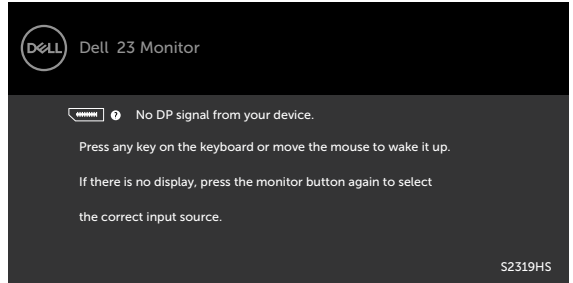 DELL
Dell 23 Monitor
? No DP signal from your device.
Press any key on the keyboard or move the mouse to wake it up.
If there is no display, press the monitor button again to select
the correct input source.
S2319HS